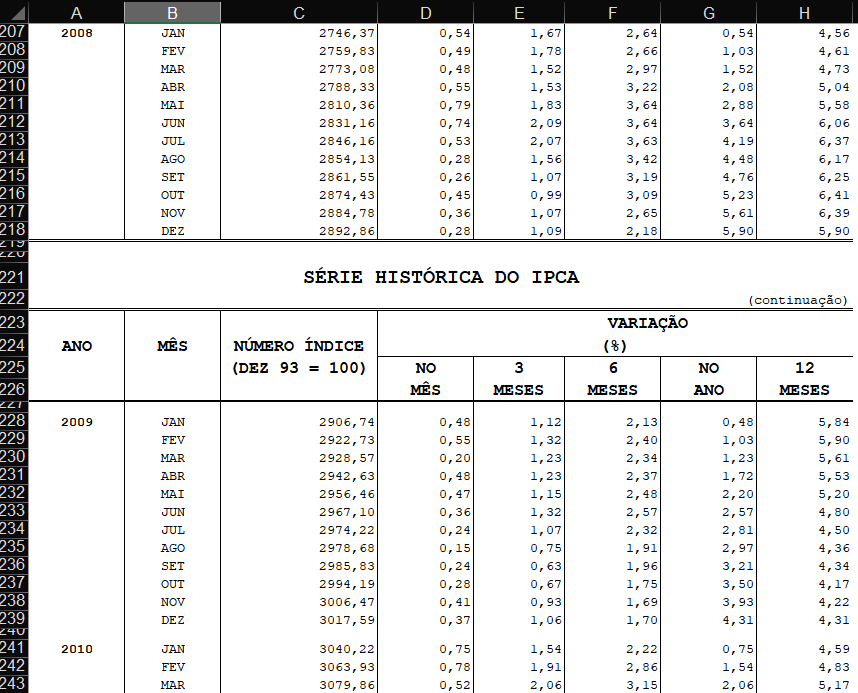 A B C D E F G H
207 2008 JAN 2746,37 0,54 1,67 2,64 0,54 4,56
208 FEV 2759,83 0,49 1,78 2,66 1,03 4,61
209 MAR 2773,08 0,48 1,52 2,97 1,52 4,73
210 ABR 2788,33 0,55 1,53 3,22 2,08 5,04
211 MAI 2810,36 0,79 1,83 3,64 2,88 5,58
212 JUN 2831,16 0,74 2,09 3,64 3,64 6,06
213 JUL 2846,16 0,53 2,07 3,63 4,19 6,37
214 AGO 2854,13 0,28 1,56 3,42 4,48 6,17
215 SET 2861,55 0,26 1,07 3,19 4,76 6,25
216 OUT 2874,43 0,45 0,99 3,09 5,23 6,41
217 NOV 2884,78 0,36 1,07 2,65 5,61 6,39
218 DEZ 2892,86 0,28 1,09 2,18 5,90 5,90
219
220
221 SÉRIE HISTÓRICA DO IPCA
222 (continuação)
223 VARIAÇÃO
224 ANO MÊS NÚMERO ÍNDICE (%)
225 (DEZ 93 = 100) NO 3 6 NO 12
226 MÊS MESES MESES ANO MESES
227
228 2009 JAN 2906,74 0,48 1,12 2,13 0,48 5,84
229 FEV 2922,73 0,55 1,32 2,40 1,03 5,90
230 MAR 2928,57 0,20 1,23 2,34 1,23 5,61
231 ABR 2942,63 0,48 1,23 2,37 1,72 5,53
232 MAI 2956,46 0,47 1,15 2,48 2,20 5,20
233 JUN 2967,10 0,36 1,32 2,57 2,57 4,80
234 JUL 2974,22 0,24 1,07 2,32 2,81 4,50
235 AGO 2978,68 0,15 0,75 1,91 2,97 4,36
236 SET 2985,83 0,24 0,63 1,96 3,21 4,34
237 OUT 2994,19 0,28 0,67 1,75 3,50 4,17
238 NOV 3006,47 0,41 0,93 1,69 3,93 4,22
239 DEZ 3017,59 0,37 1,06 1,70 4,31 4,31
240
241 2010 JAN 3040,22 0,75 1,54 2,22 0,75 4,59
242 FEV 3063,93 0,78 1,91 2,86 1,54 4,83
243 MAR 3079,86 0,52 2,06 3,15 2,06 5,17